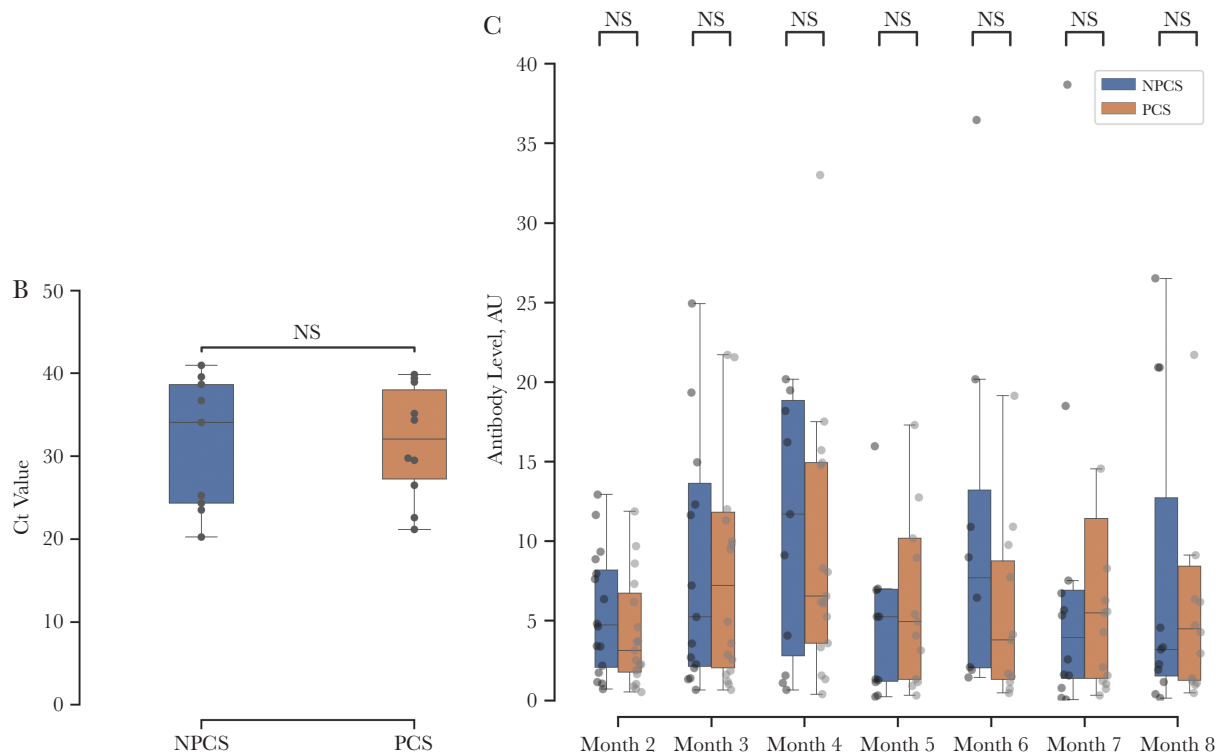 B
Ct Value
50
40
30
20
10
0
NS
NPCS
PCS
C
NS
NS
NS
NS
NS
NS
NS
Antibody Level, AU
40
35
30
25
20
15
10
5
0
NPCS
PCS
Month 2
Month 3
Month 4
Month 5
Month 6
Month 7
Month 8